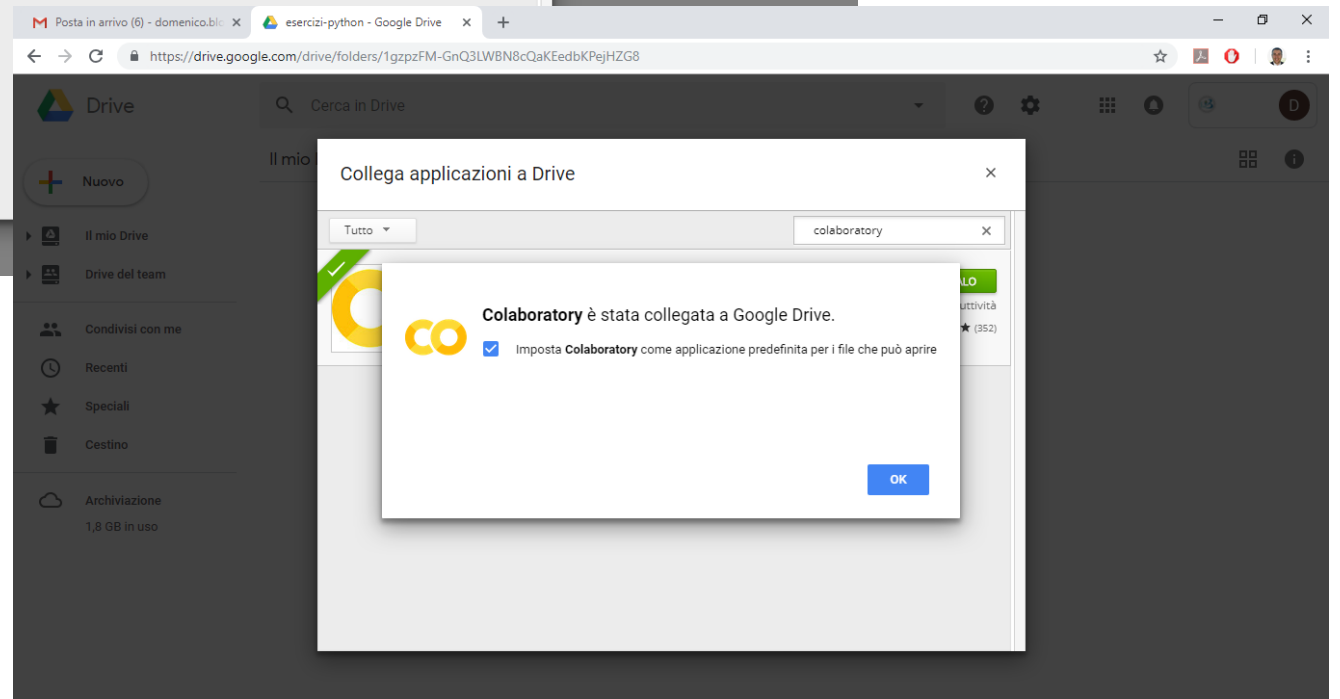 Posta in arrivo (6) - domenico.blo
esercizi-python - Google Drive
https://drive.google.com/drive/folders/1gzpzFM-GnQ3LWBN8cQaKEedbKPejHZG8
Drive
Cerca in Drive
D
Il mio
Nuovo
Collega applicazioni a Drive
Tutto
colaboratory
Il mio Drive
Drive del team
Condivisi con me
Recenti
Speciali
Cestino
Archiviazione
1,8 GB in uso
LO
uttività
(352)
Colaboratory è stata collegata a Google Drive.
Imposta Colaboratory come applicazione predefinita per i file che può aprire
OK